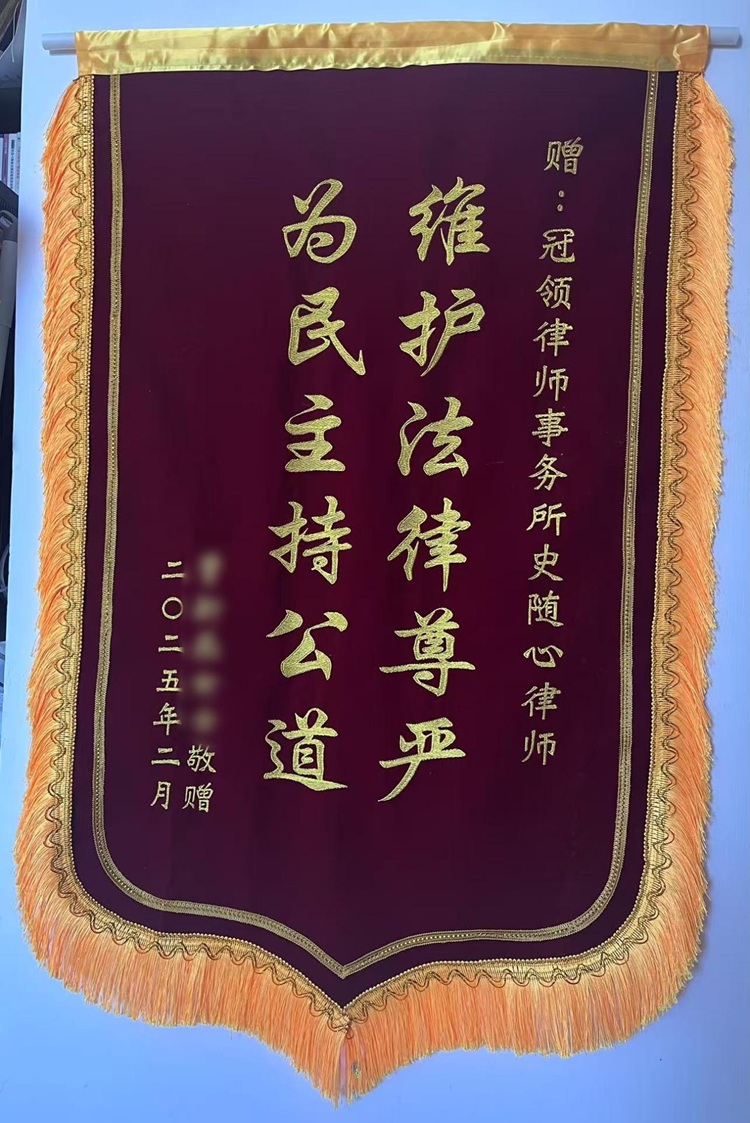 赠：冠领律师事务所史随心律师
维护法律尊严
为民主持公道
敬赠
二〇二五年二月